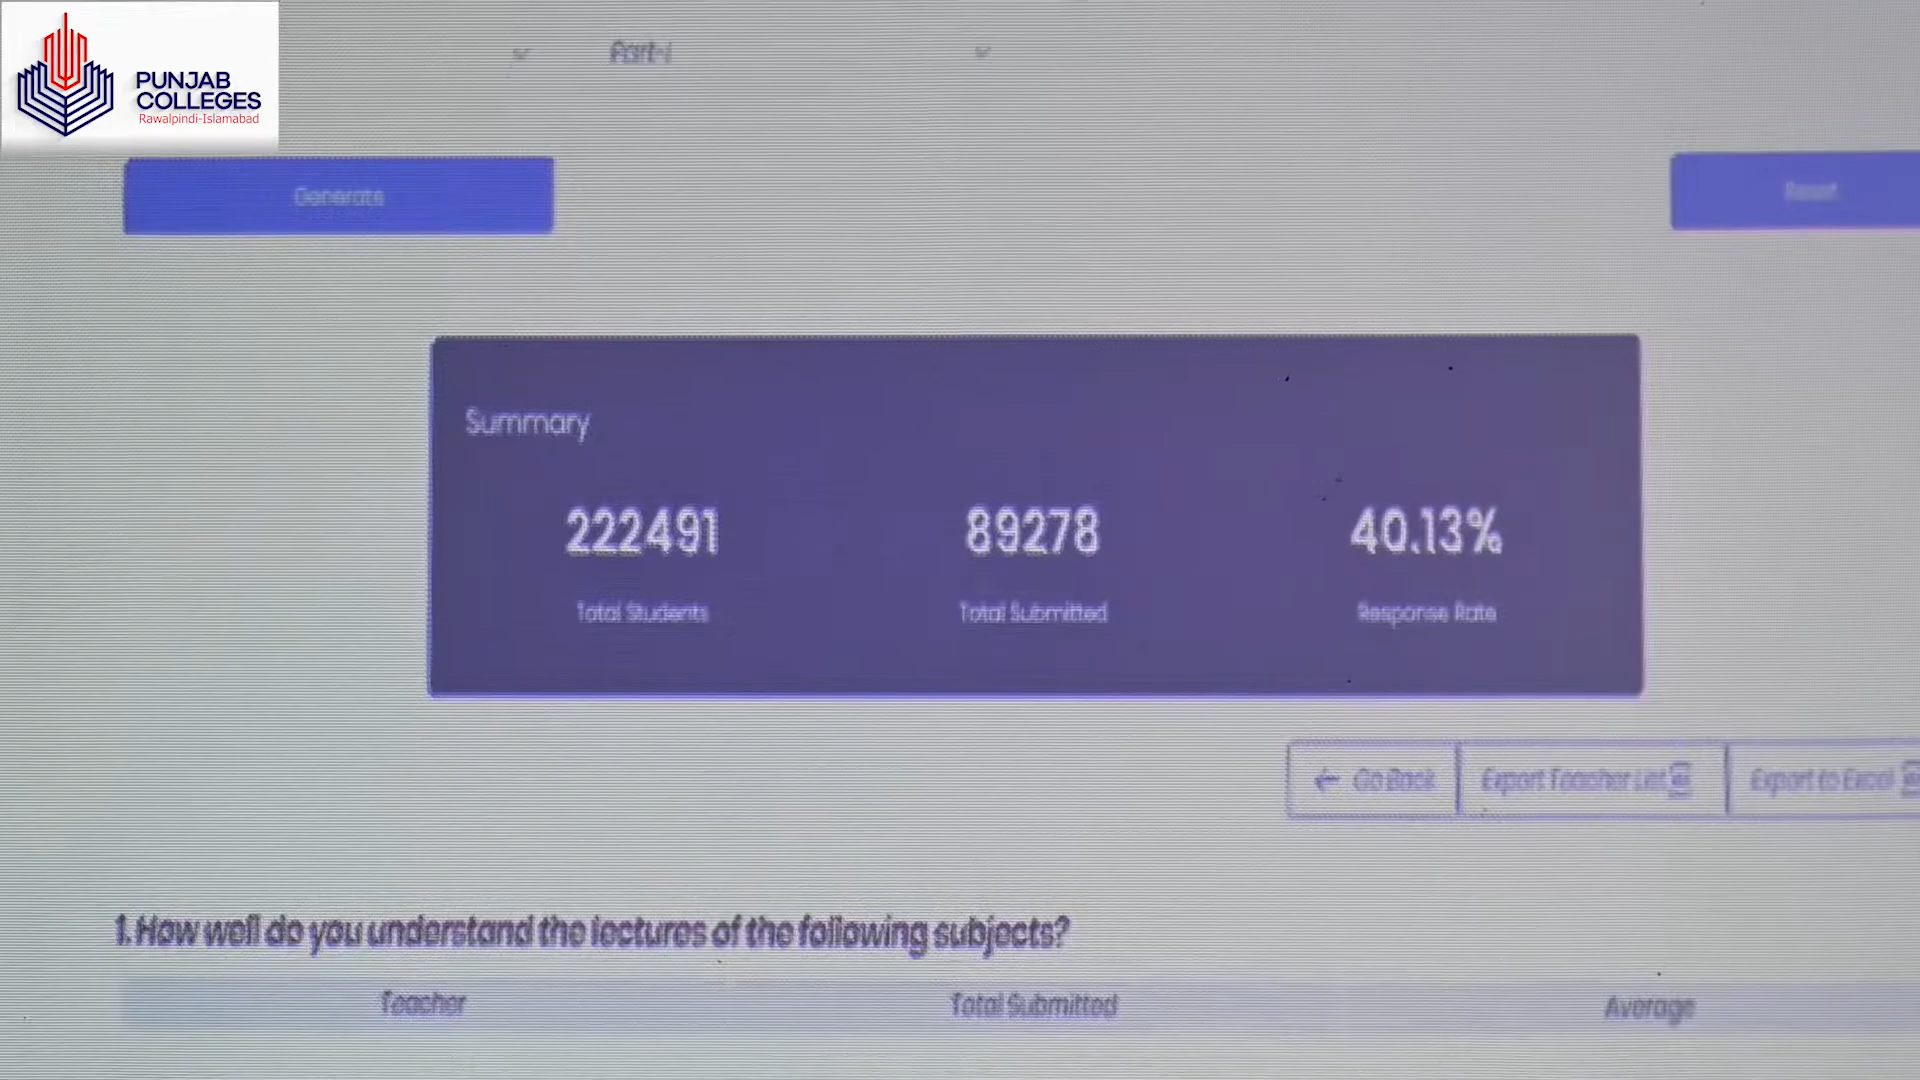 PUNJAB
COLLEGES
Rawalpindi-Islamabad
Part-I
Generate
Reset
Summary
222491
89278
40.13%
Total Students
Total Submitted
Response Rate
Go Back
Export Teacher List
Export to Excel
1. How well do you understand the lectures of the following subjects?
Teacher
Total Submitted
Average